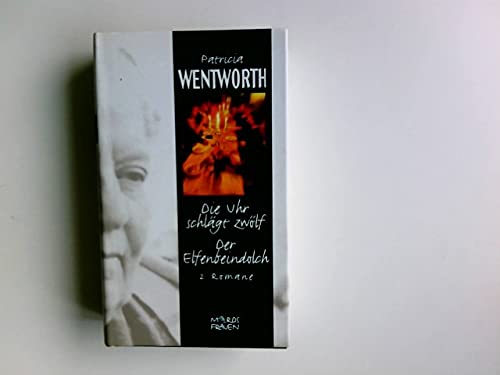 Patricia
WENTWORTH
Die Uhr
schlägt zwölf
Der
Elfenbeindolch
2 Romane
MORDS
FRAUEN